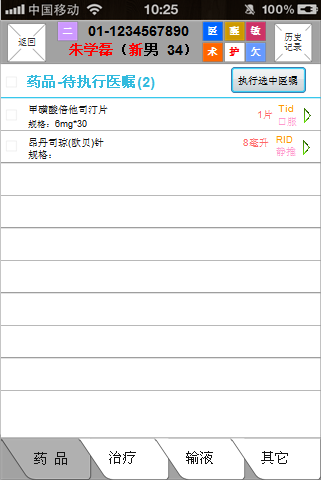 中国移动 10:25 100%
返回 二 01-1234567890 医 蠢 敏 历史
朱学磊（新男 34） 术 护 欠 记录
药品-待执行医嘱(2) 执行选中医嘱
甲磺酸倍他司汀片 1片 Tid
规格：6mg*30 口服
昂丹司琼(欧贝)针 8毫升 RID
规格： 静推
药 品 治疗 输液 其它